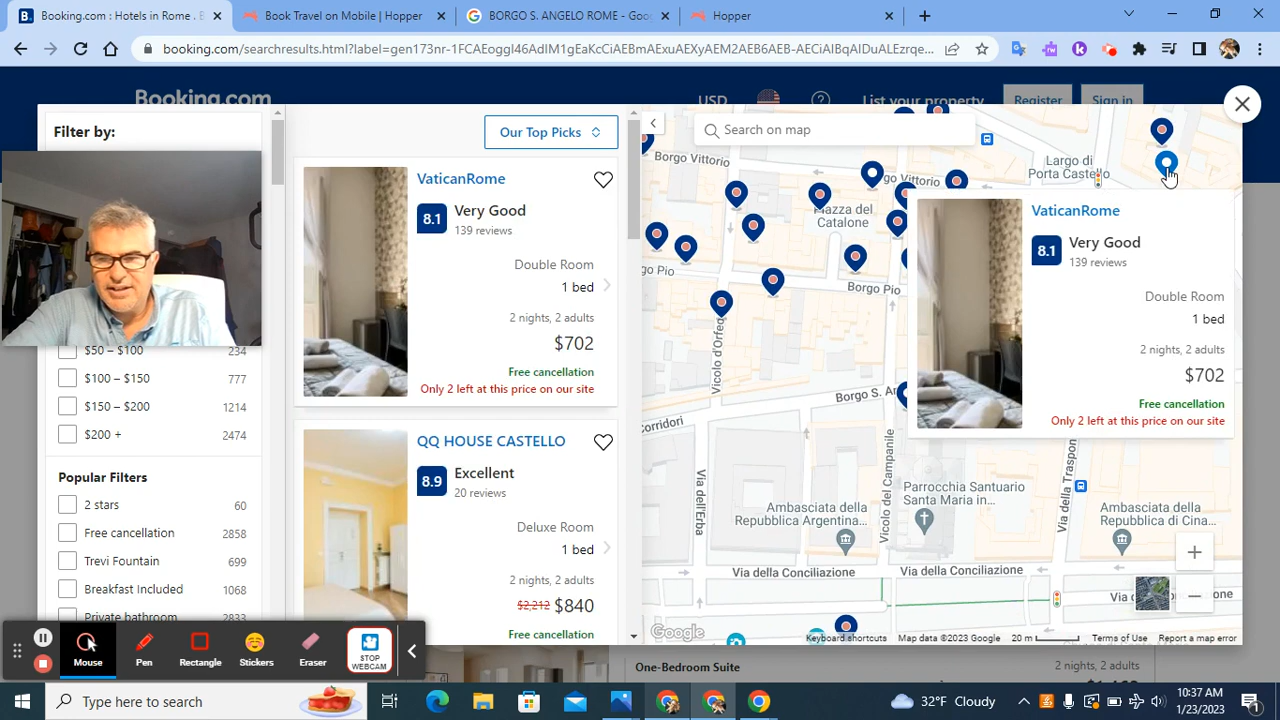 Booking.com : Hotels in Rome .
Book Travel on Mobile | Hopper
BORGO S. ANGELO ROME - Goo
Hopper
booking.com/searchresults.html?label=gen173nr-1FCAEoggI46AdIM1gEaKcCiAEBmAExuAEXyAEM2AEB6AEB-AECiAIBqAIDuALEzrqe...
Booking.com
USD
List your property
Register
Sign in
Filter by:
$50 – $100 234
$100 – $150 777
$150 – $200 1214
$200 + 2474
Popular Filters
2 stars 60
Free cancellation 2858
Trevi Fountain 699
Breakfast Included 1068
Private bathroom 2833
Our Top Picks
VaticanRome
8.1 Very Good
139 reviews
Double Room
1 bed
2 nights, 2 adults
$702
Free cancellation
Only 2 left at this price on our site
QQ HOUSE CASTELLO
8.9 Excellent
20 reviews
Deluxe Room
1 bed
2 nights, 2 adults
$2,212 $840
Free cancellation
Search on map
Borgo Vittorio
Largo di
Porta Castello
go Vittorio
Piazza del
Catalone
go Pio
Borgo Pio
Vicolo d'Orfeo
Borgo S. An
Corridori
Via dell'Erba
Vicolo del Campanile
Via della Traspon
Parrocchia Santuario
Santa Maria in...
Ambasciata della
Repubblica Argentina...
Ambasciata della
Repubblica di Cina...
Via della Conciliazione
Via della Conciliazione
Via della Conciliazione
VaticanRome
8.1 Very Good
139 reviews
Double Room
1 bed
2 nights, 2 adults
$702
Free cancellation
Only 2 left at this price on our site
Google
Keyboard shortcuts
Map data ©2023 Google
20 m
Terms of Use
Report a map error
One-Bedroom Suite
2 nights, 2 adults
Mouse
Pen
Rectangle
Stickers
Eraser
STOP
WEBCAM
Type here to search
32°F Cloudy
10:37 AM
1/23/2023